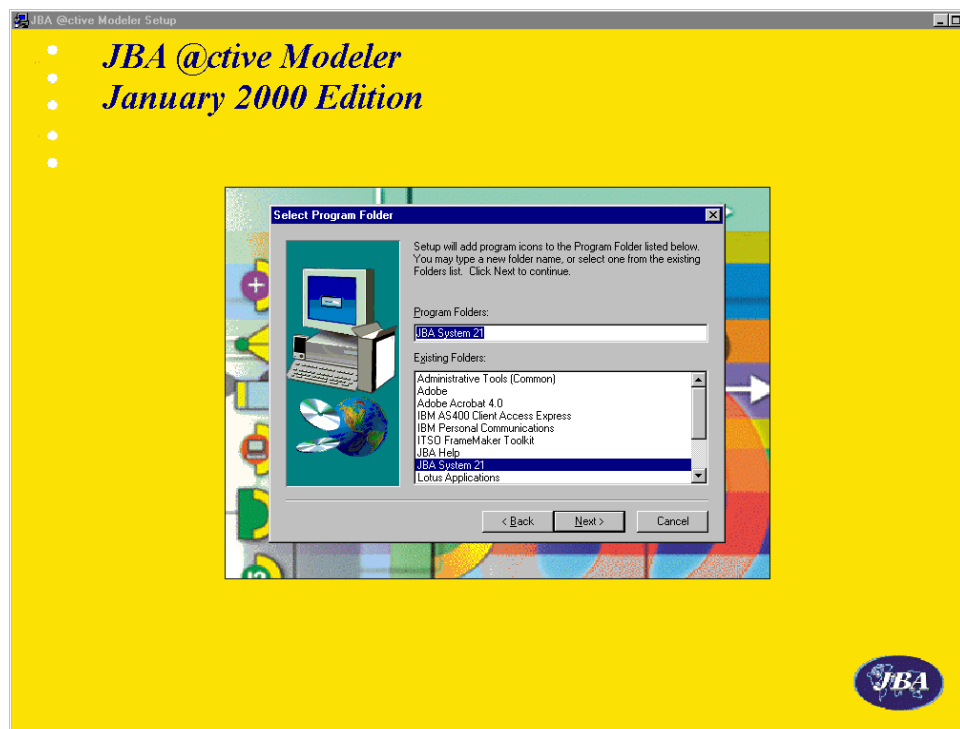 JBA @ctive Modeler Setup
JBA @ctive Modeler
January 2000 Edition
Select Program Folder
Setup will add program icons to the Program Folder listed below.
You may type a new folder name, or select one from the existing
Folders list. Click Next to continue.
Program Folders:
JBA System 21
Existing Folders:
Administrative Tools (Common)
Adobe
Adobe Acrobat 4.0
IBM AS400 Client Access Express
IBM Personal Communications
ITSO FrameMaker Toolkit
JBA Help
JBA System 21
Lotus Applications
< Back
Next >
Cancel
JBA